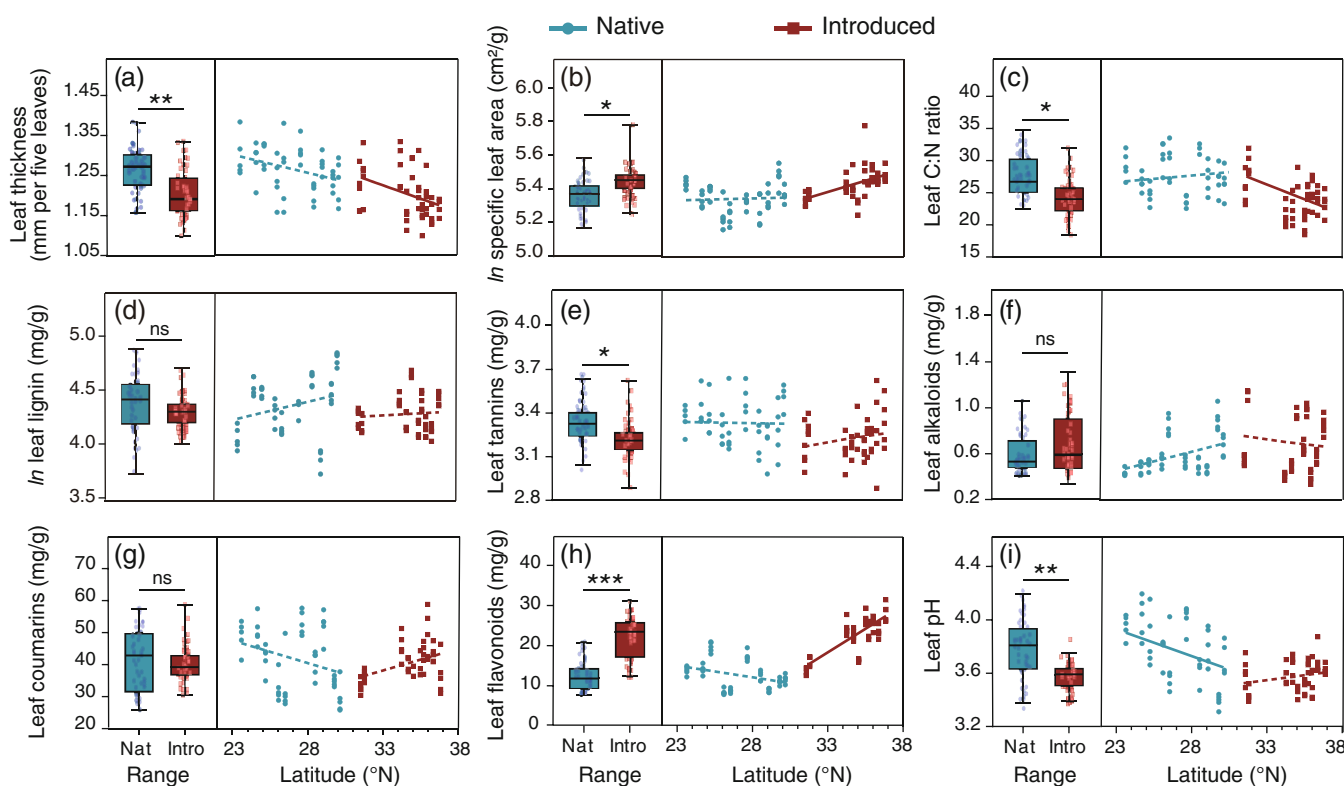 Native Introduced
(a)
Leaf thickness
(mm per five leaves)
1.45
1.35
1.25
1.15
1.05
**
(b)
ln specific leaf area (cm²/g)
6.0
5.8
5.6
5.4
5.2
5.0
*
(c)
Leaf C:N ratio
40
35
30
25
20
15
*
(d)
ln leaf lignin (mg/g)
5.0
4.5
4.0
3.5
ns
(e)
Leaf tannins (mg/g)
4.0
3.7
3.4
3.1
2.8
*
(f)
Leaf alkaloids (mg/g)
1.8
1.4
1.0
0.6
0.2
ns
(g)
Leaf coumarins (mg/g)
70
60
50
40
30
20
ns
Nat Intro
Range
23 28 33 38
Latitude (°N)
(h)
Leaf flavonoids (mg/g)
40
30
20
10
0
***
Nat Intro
Range
23 28 33 38
Latitude (°N)
(i)
Leaf pH
4.4
4.0
3.6
3.2
**
Nat Intro
Range
23 28 33 38
Latitude (°N)